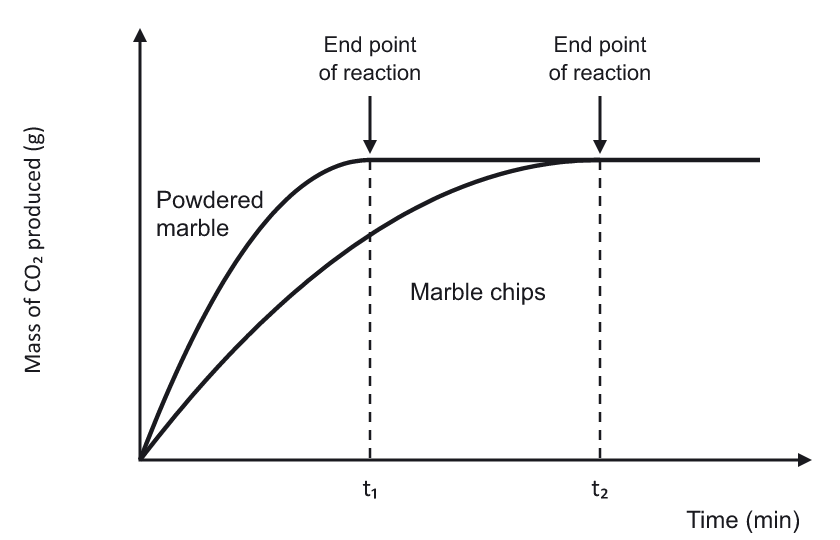 End point
of reaction
End point
of reaction
Mass of CO₂ produced (g)
Powdered
marble
Marble chips
t₁
t₂
Time (min)